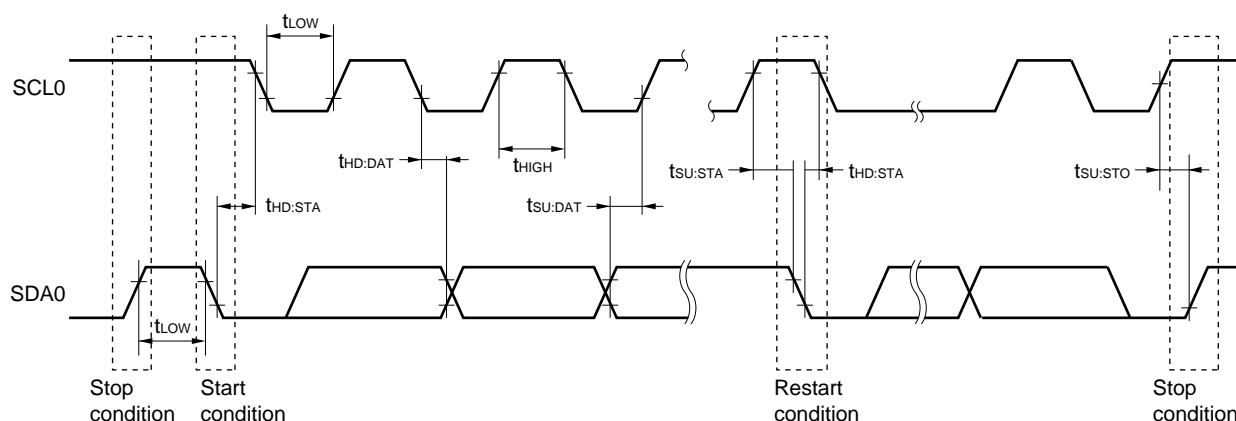 tLOW
SCL0
tHD:DAT
tHIGH
tSU:STA
tHD:STA
tSU:STO
tHD:STA
tSU:DAT
SDA0
tLOW
Stop
condition
Start
condition
Restart
condition
Stop
condition